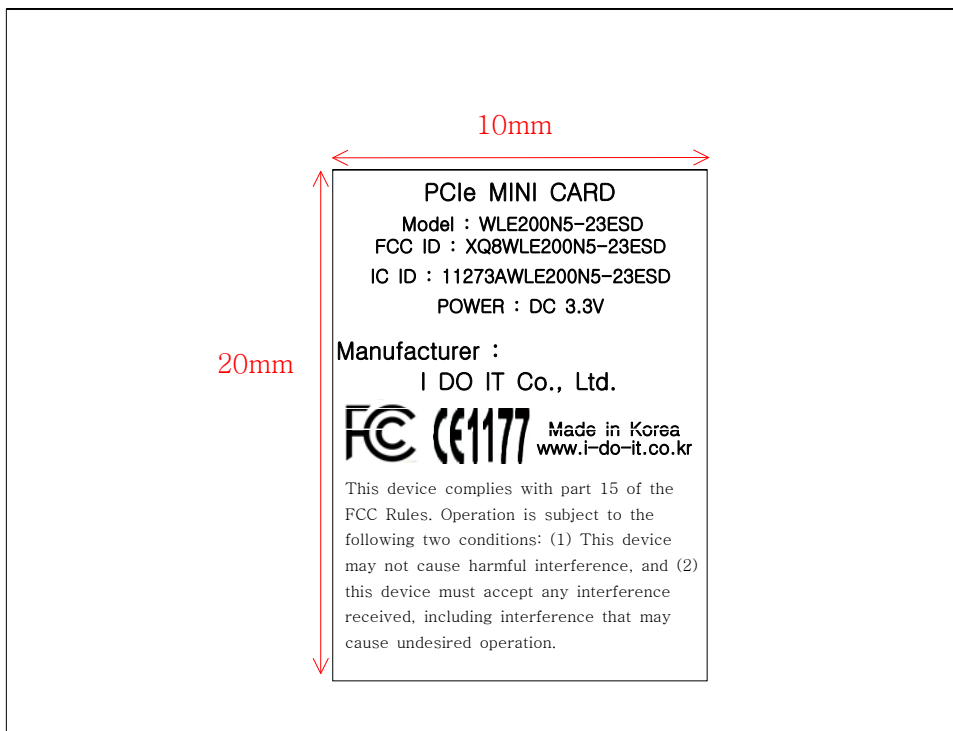 10mm
20mm
PCIe MINI CARD
Model : WLE200N5-23ESD
FCC ID : XQ8WLE200N5-23ESD
IC ID : 11273AWLE200N5-23ESD
POWER : DC 3.3V
Manufacturer :
I DO IT Co., Ltd.
FC CE1177 Made in Korea
www.i-do-it.co.kr
This device complies with part 15 of the
FCC Rules. Operation is subject to the
following two conditions: (1) This device
may not cause harmful interference, and (2)
this device must accept any interference
received, including interference that may
cause undesired operation.